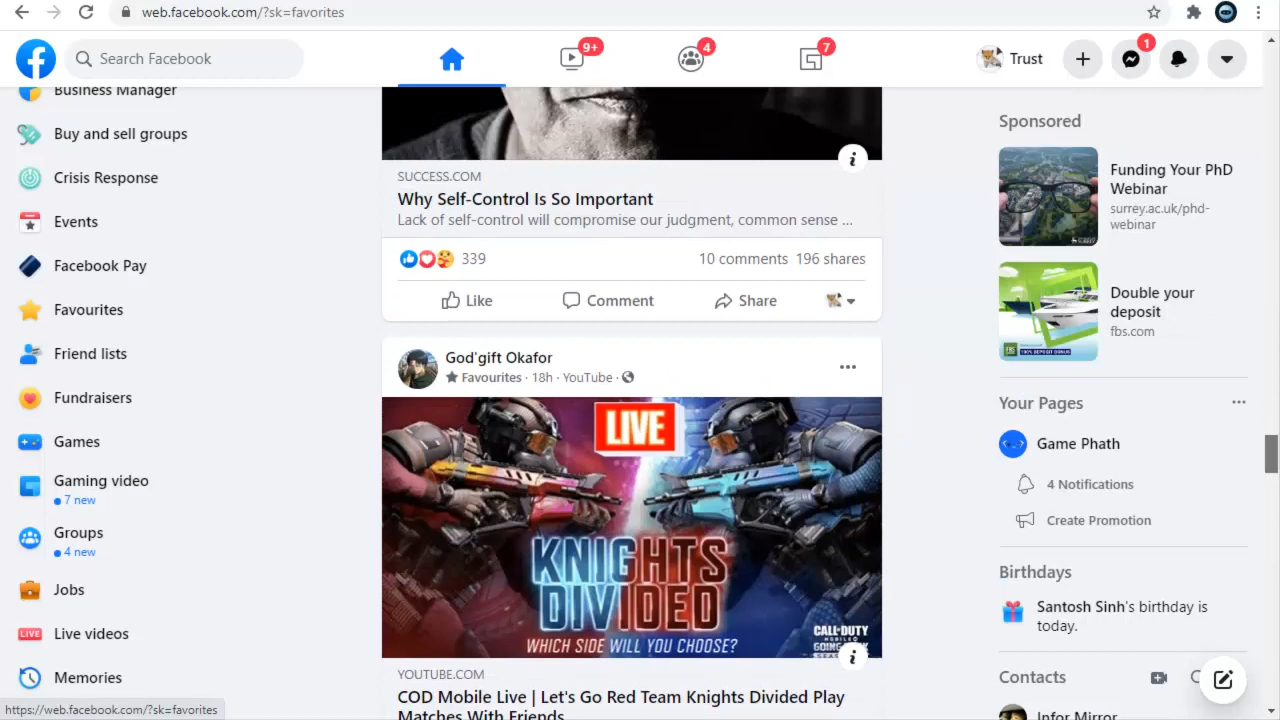 web.facebook.com/?sk=favorites
Search Facebook
9+
4
7
Trust
1
Business Manager
Buy and sell groups
Crisis Response
Events
Facebook Pay
Favourites
Friend lists
Fundraisers
Games
Gaming video
7 new
Groups
4 new
Jobs
LIVE Live videos
Memories
https://web.facebook.com/?sk=favorites
SUCCESS.COM
Why Self-Control Is So Important
Lack of self-control will compromise our judgment, common sense ...
339
10 comments 196 shares
Like
Comment
Share
God'gift Okafor
Favourites · 18h · YouTube ·
LIVE
KNIGHTS
DIVIDED
WHICH SIDE WILL YOU CHOOSE?
CALL·DUTY
MOBILE
YOUTUBE.COM
COD Mobile Live | Let's Go Red Team Knights Divided Play
Matches With Friends
Sponsored
Funding Your PhD
Webinar
surrey.ac.uk/phd-
webinar
Double your
deposit
fbs.com
Your Pages
Game Phath
4 Notifications
Create Promotion
Birthdays
Santosh Sinh's birthday is
today.
Contacts
Infor Mirror